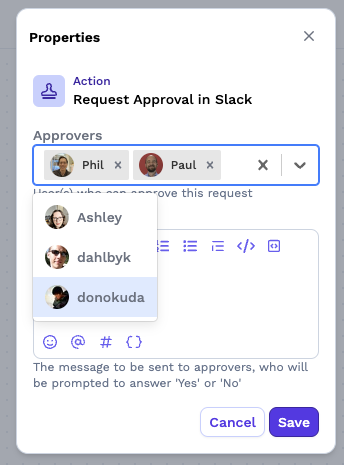 Properties
Action
Request Approval in Slack
Approvers
Phil
Paul
User(s) who can approve this request
Ashley
dahlbyk
donokuda
The message to be sent to approvers, who will
be prompted to answer 'Yes' or 'No'
Cancel
Save